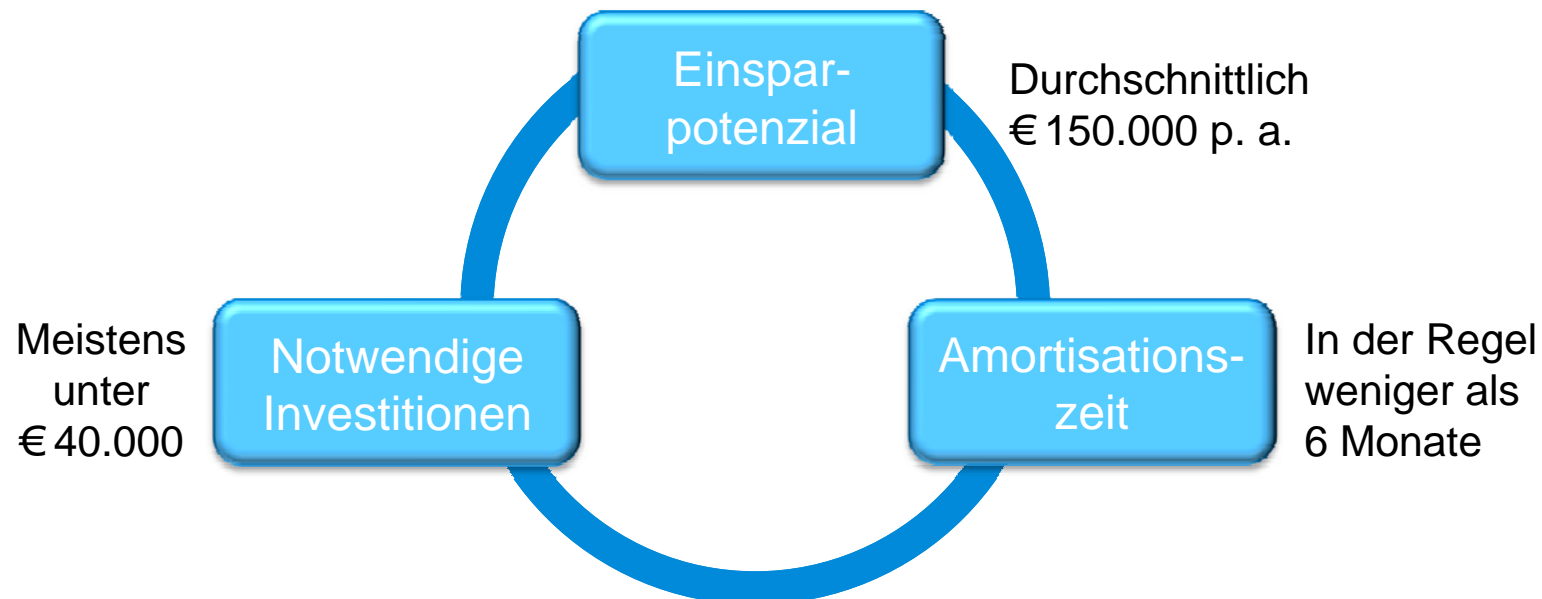 Einspar-
potenzial
Durchschnittlich
€ 150.000 p. a.
Meistens
unter
€ 40.000
Notwendige
Investitionen
Amortisations-
zeit
In der Regel
weniger als
6 Monate